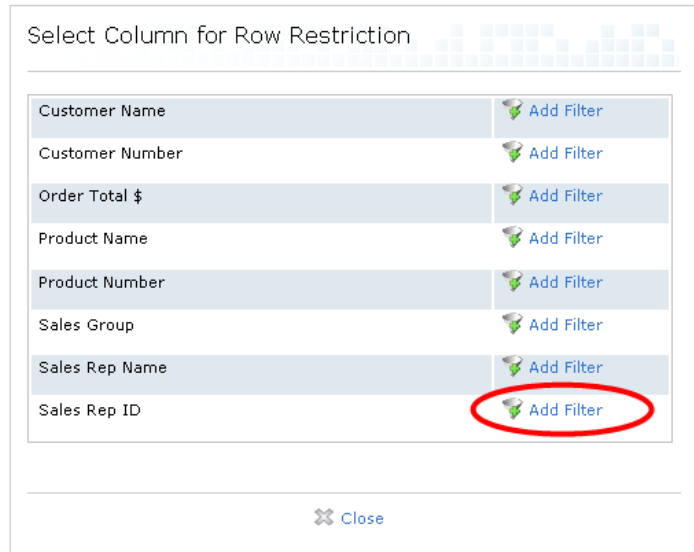 Select Column for Row Restriction
Customer Name Add Filter
Customer Number Add Filter
Order Total $ Add Filter
Product Name Add Filter
Product Number Add Filter
Sales Group Add Filter
Sales Rep Name Add Filter
Sales Rep ID Add Filter
Close